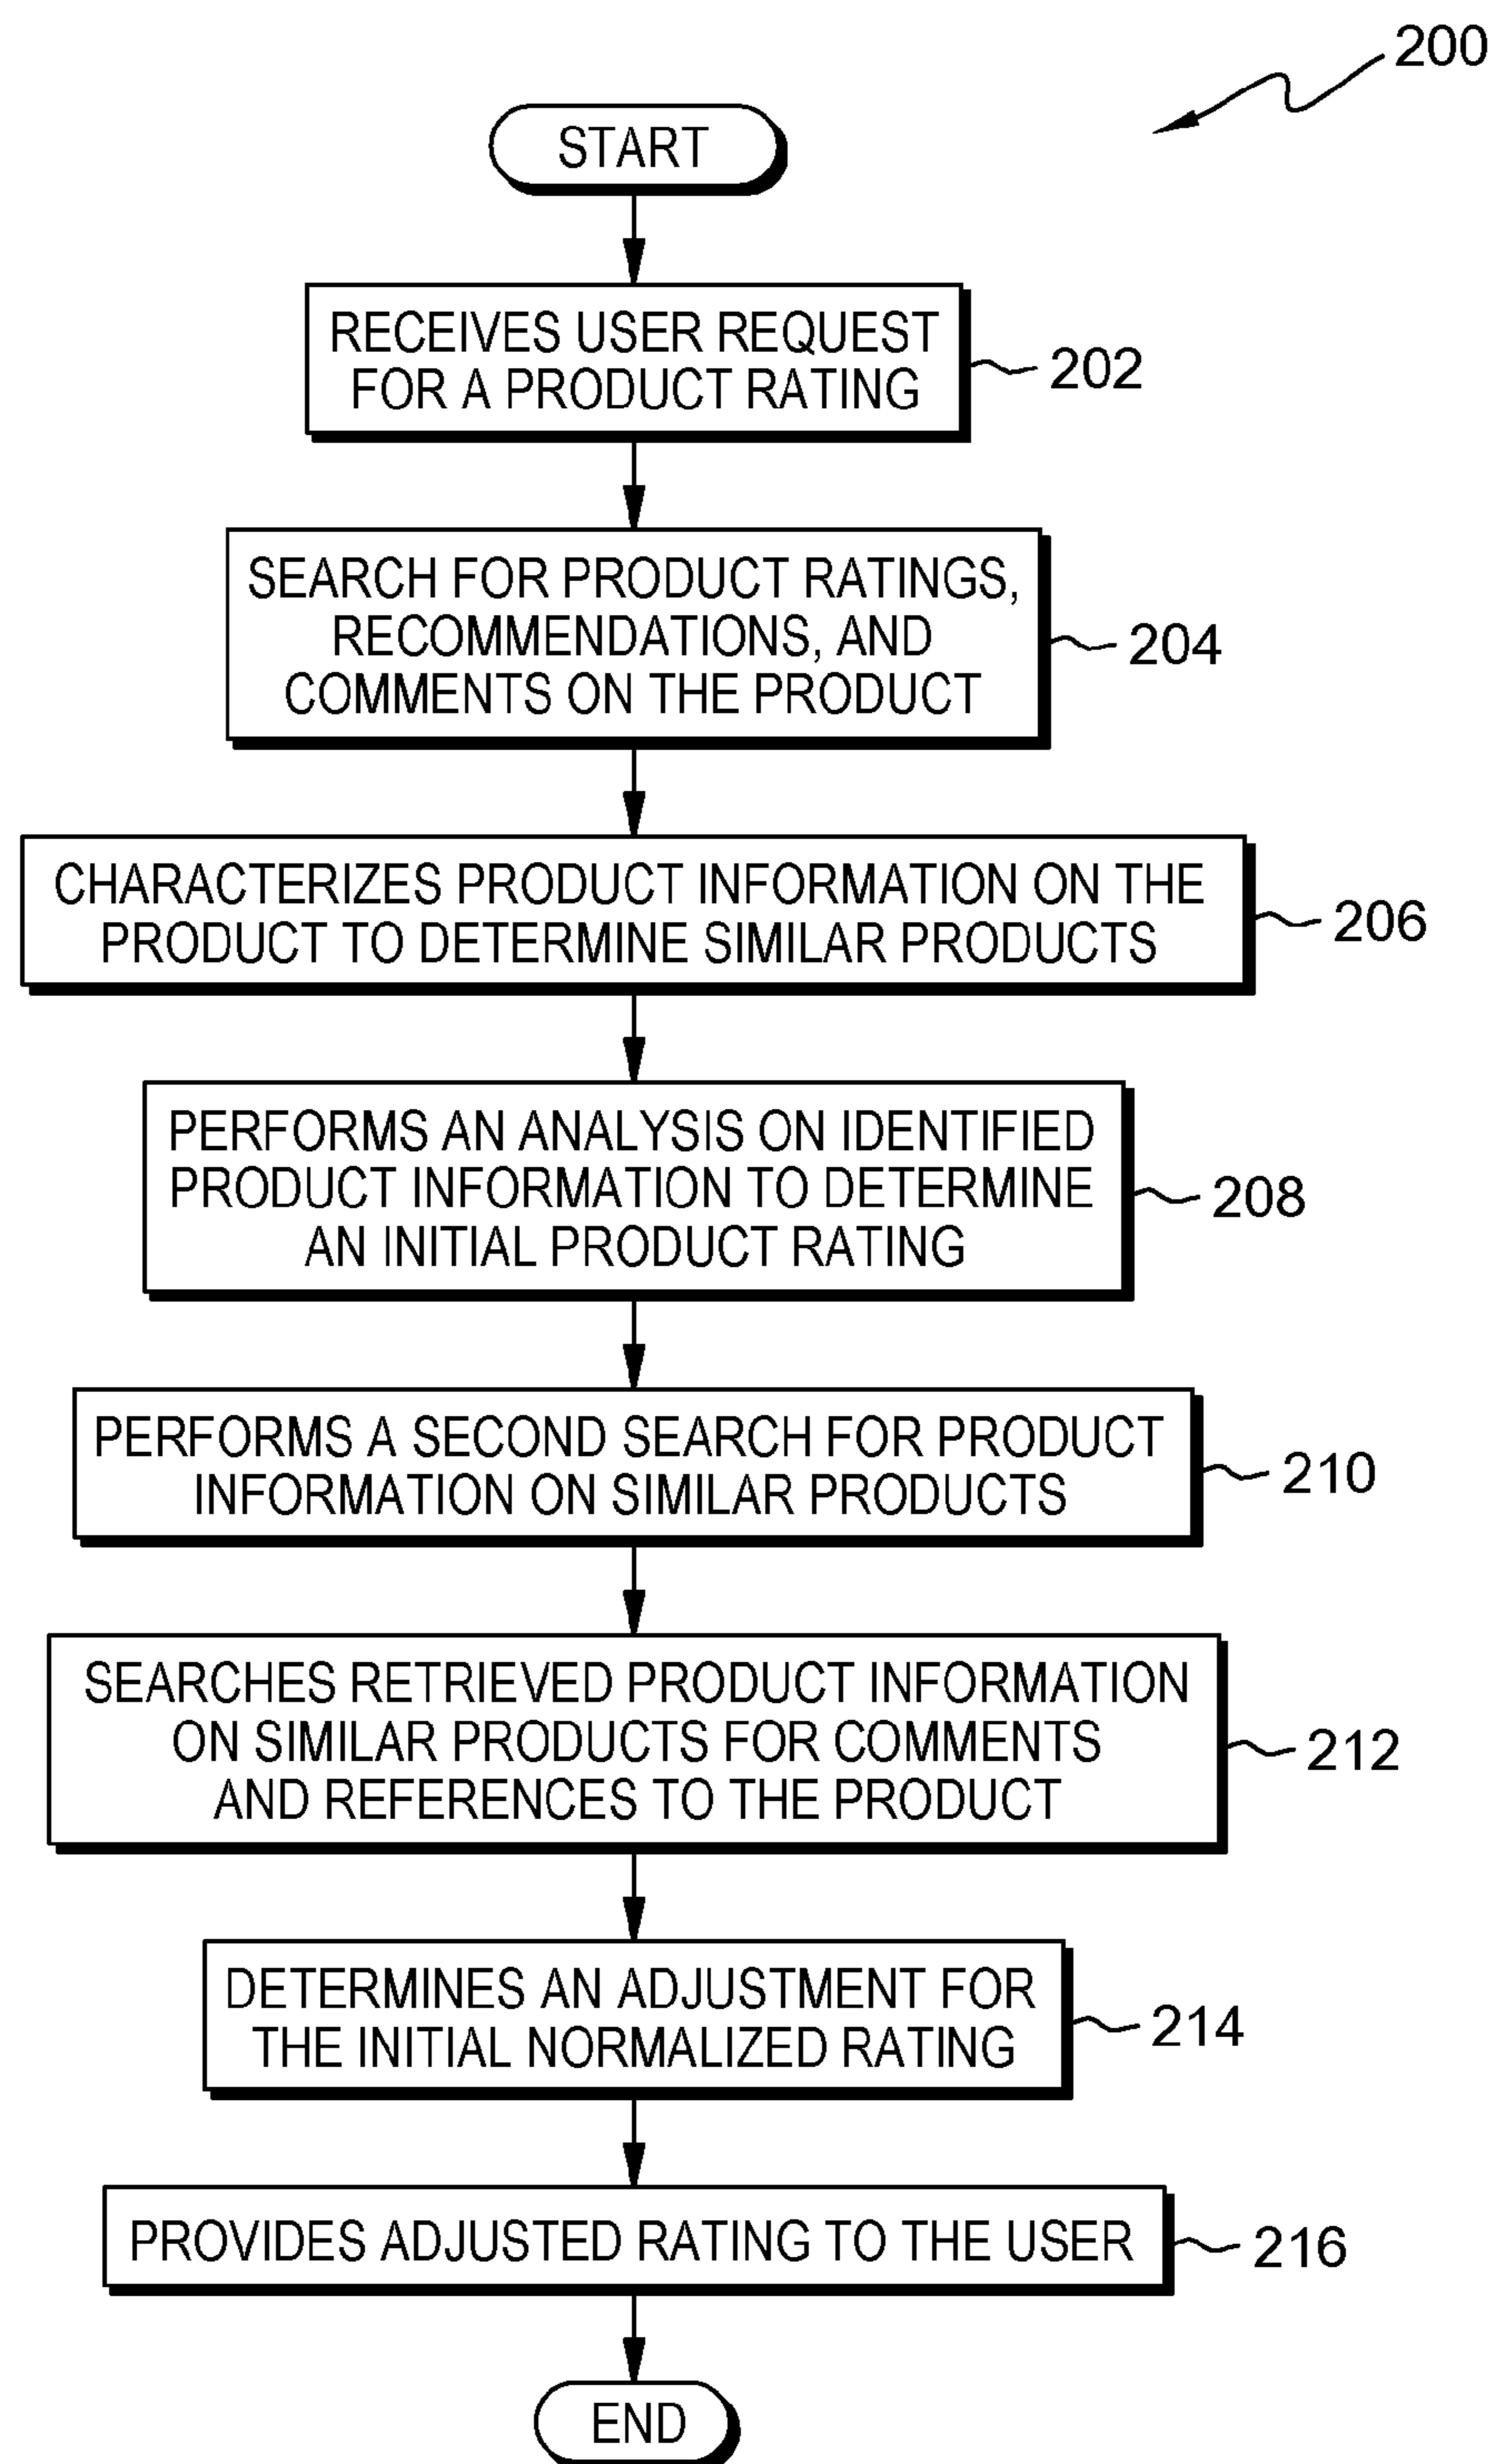 200
START
RECEIVES USER REQUEST
FOR A PRODUCT RATING
202
SEARCH FOR PRODUCT RATINGS,
RECOMMENDATIONS, AND
COMMENTS ON THE PRODUCT
204
CHARACTERIZES PRODUCT INFORMATION ON THE
PRODUCT TO DETERMINE SIMILAR PRODUCTS
206
PERFORMS AN ANALYSIS ON IDENTIFIED
PRODUCT INFORMATION TO DETERMINE
AN INITIAL PRODUCT RATING
208
PERFORMS A SECOND SEARCH FOR PRODUCT
INFORMATION ON SIMILAR PRODUCTS
210
SEARCHES RETRIEVED PRODUCT INFORMATION
ON SIMILAR PRODUCTS FOR COMMENTS
AND REFERENCES TO THE PRODUCT
212
DETERMINES AN ADJUSTMENT FOR
THE INITIAL NORMALIZED RATING
214
PROVIDES ADJUSTED RATING TO THE USER
216
END